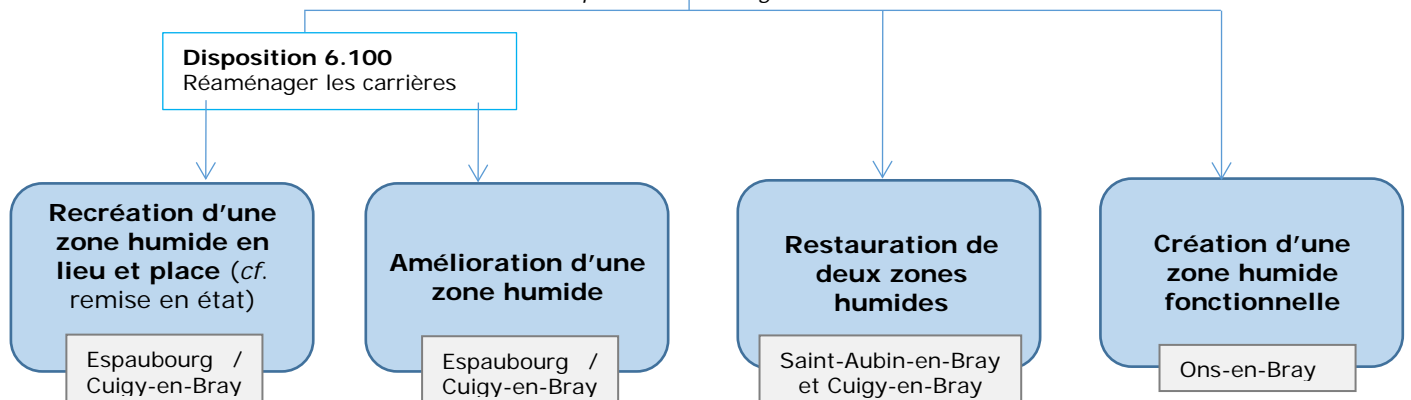 Disposition 6.100
Réaménager les carrières
Recréation d'une
zone humide en
lieu et place (cf.
remise en état)
Espaubourg /
Cuigy-en-Bray
Amélioration d'une
zone humide
Espaubourg /
Cuigy-en-Bray
Restauration de
deux zones
humides
Saint-Aubin-en-Bray
et Cuigy-en-Bray
Création d'une
zone humide
fonctionnelle
Ons-en-Bray